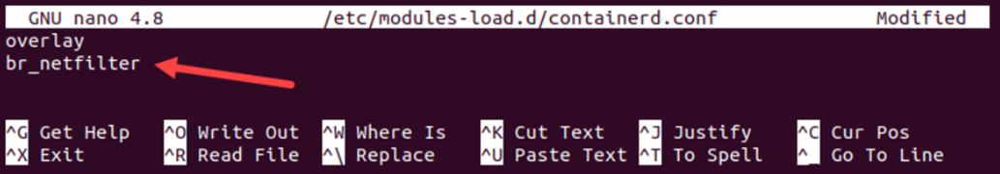 GNU nano 4.8 /etc/modules-load.d/containerd.conf Modified
overlay
br_netfilter
^G Get Help ^O Write Out ^W Where Is ^K Cut Text ^J Justify ^C Cur Pos
^X Exit ^R Read File ^\ Replace ^U Paste Text ^T To Spell ^_ Go To Line